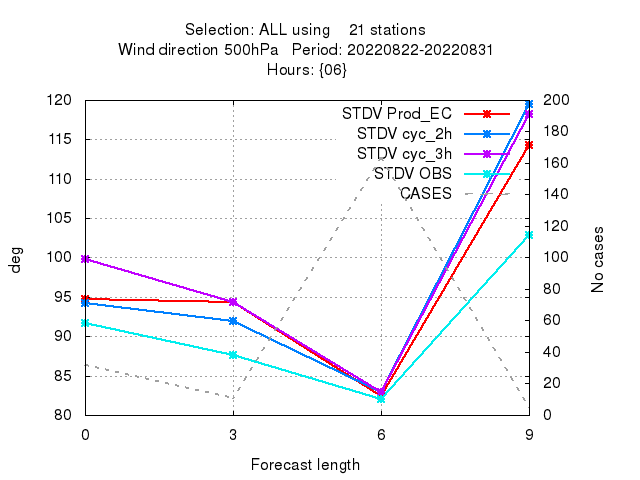 Selection: ALL using 21 stations
Wind direction 500hPa Period: 20220822-20220831
Hours: {06}
STDV Prod_EC
STDV cyc_2h
STDV cyc_3h
STDV OBS
CASES
120
115
110
105
100
95
90
85
80
200
180
160
140
120
100
80
60
40
20
0
deg
No cases
0 3 6 9
Forecast length